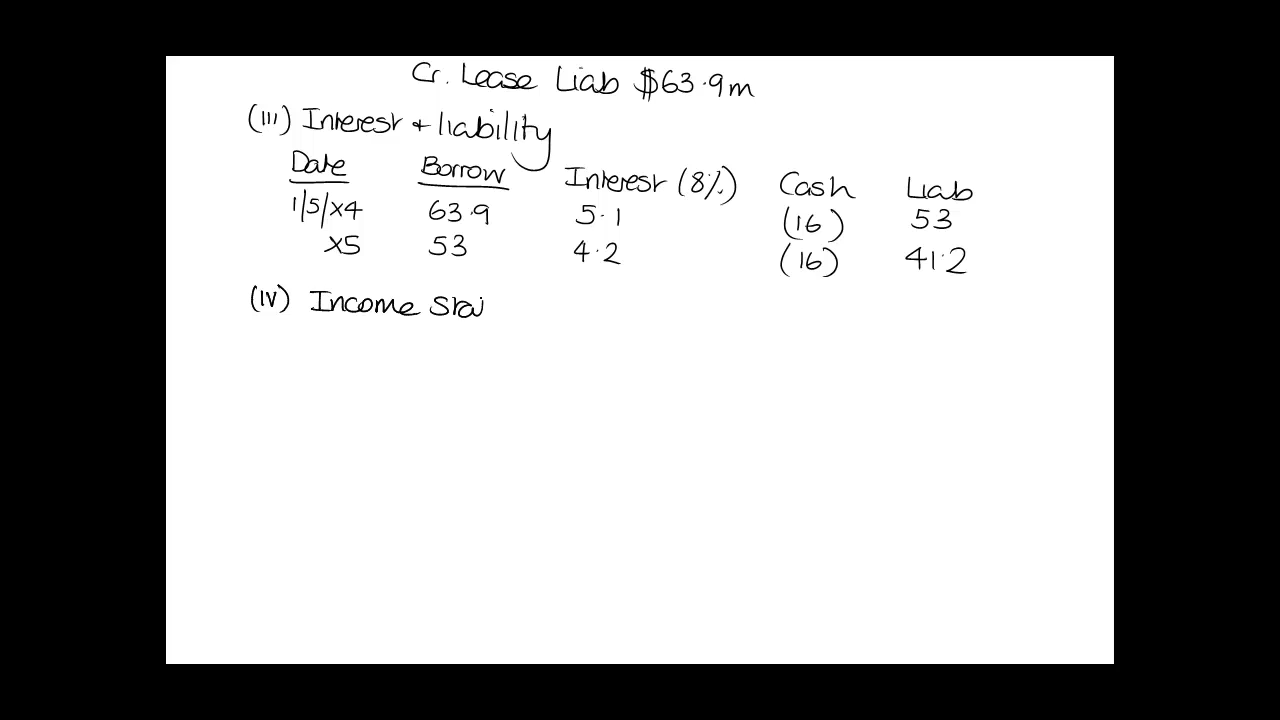 Cr. Lease Liab $63.9m
(iii) Interest + liability
Date Borrow Interest (8%) Cash Liab
1/5/x4 63.9 5.1 (16) 53
x5 53 4.2 (16) 41.2
(iv) Income Stai